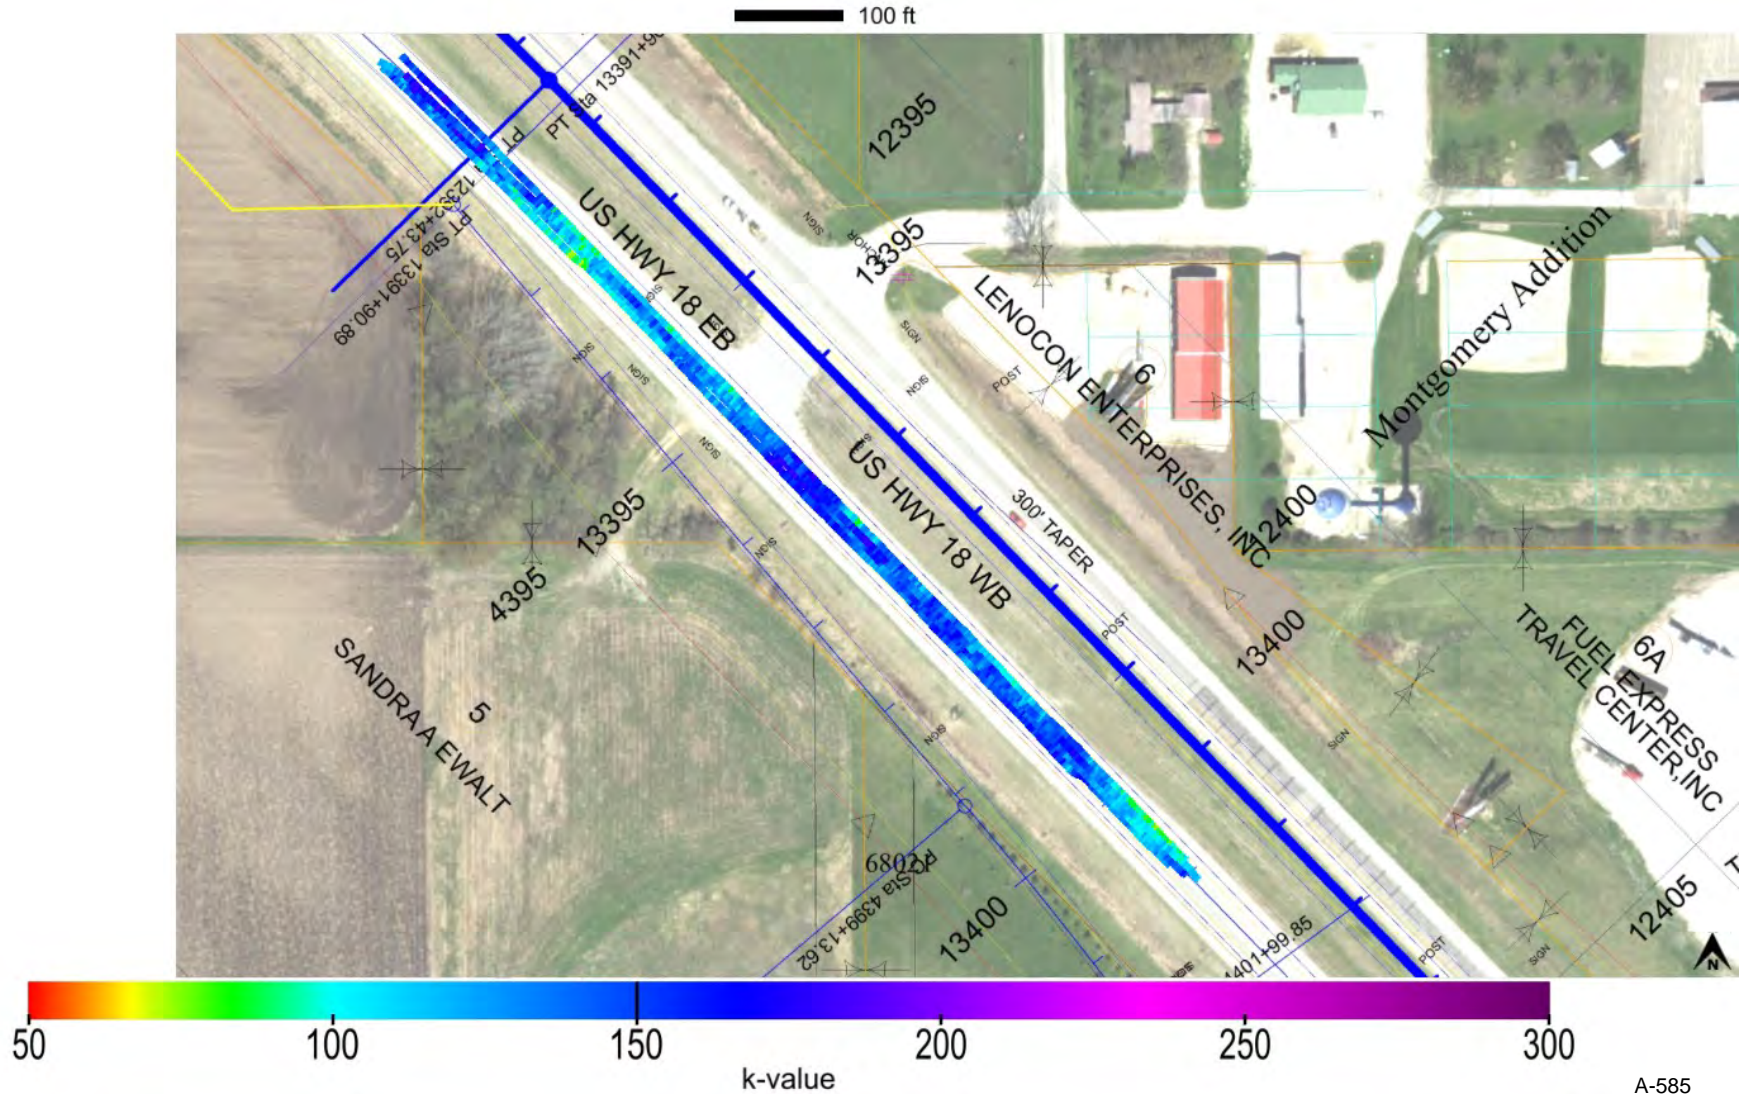 100 ft
PT Sta 13391+90
PT
12395
12392+43.75
PT Sta 13391+90.89
US HWY 18 EB
SIGN
13395
LENOCON ENTERPRISES, INC
6
Montgomery Addition
SIGN
SIGN
POST
SIGN
SIGN
SIGN
SIGN
US HWY 18 WB
300' TAPER
12400
13395
4395
SIGN
POST
13400
FUEL EXPRESS
TRAVEL CENTER,INC
6A
SANDRA A EWALT
5
SIGN
SIGN
6802
PC Sta 4399+13.62
13400
1401+99.85
POST
SIGN
12405
N
50
100
150
200
250
300
k-value
A-585